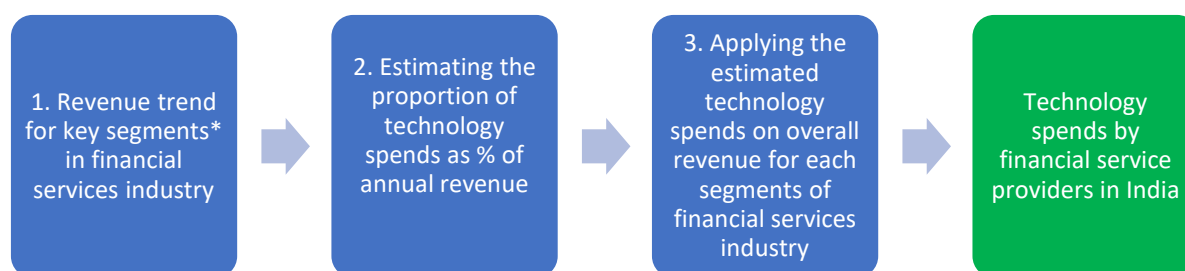 1. Revenue trend
for key segments*
in financial
services industry
2. Estimating the
proportion of
technology
spends as % of
annual revenue
3. Applying the
estimated
technology
spends on overall
revenue for each
segments of
financial services
industry
Technology
spends by
financial service
providers in India